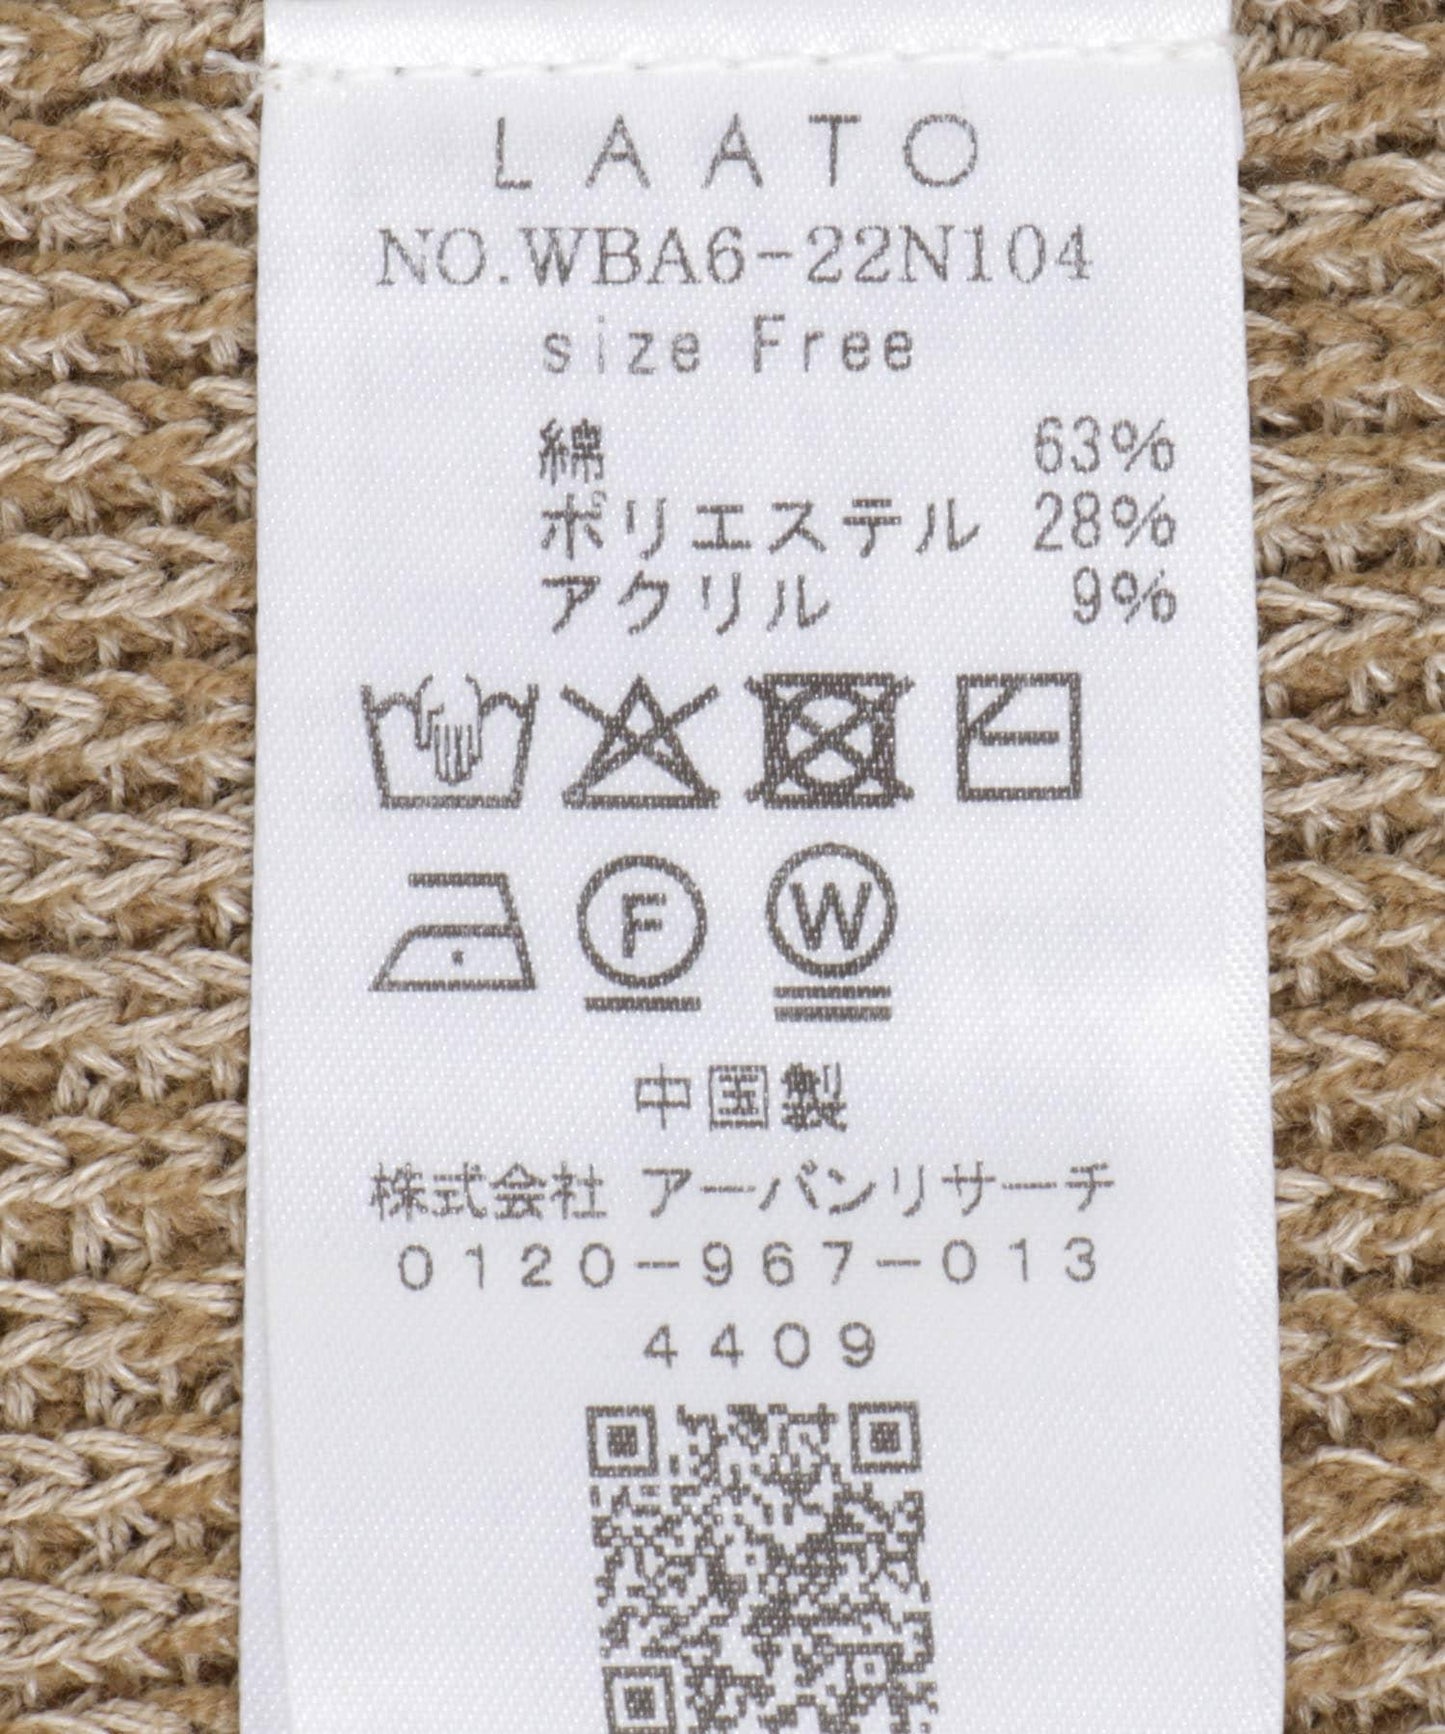 LAATO
NO.WBA6-22N104
size Free
綿 63%
ポリエステル 28%
アクリル 9%
F W
中国製
株式会社 アーバンリサーチ
0120-967-013
4409